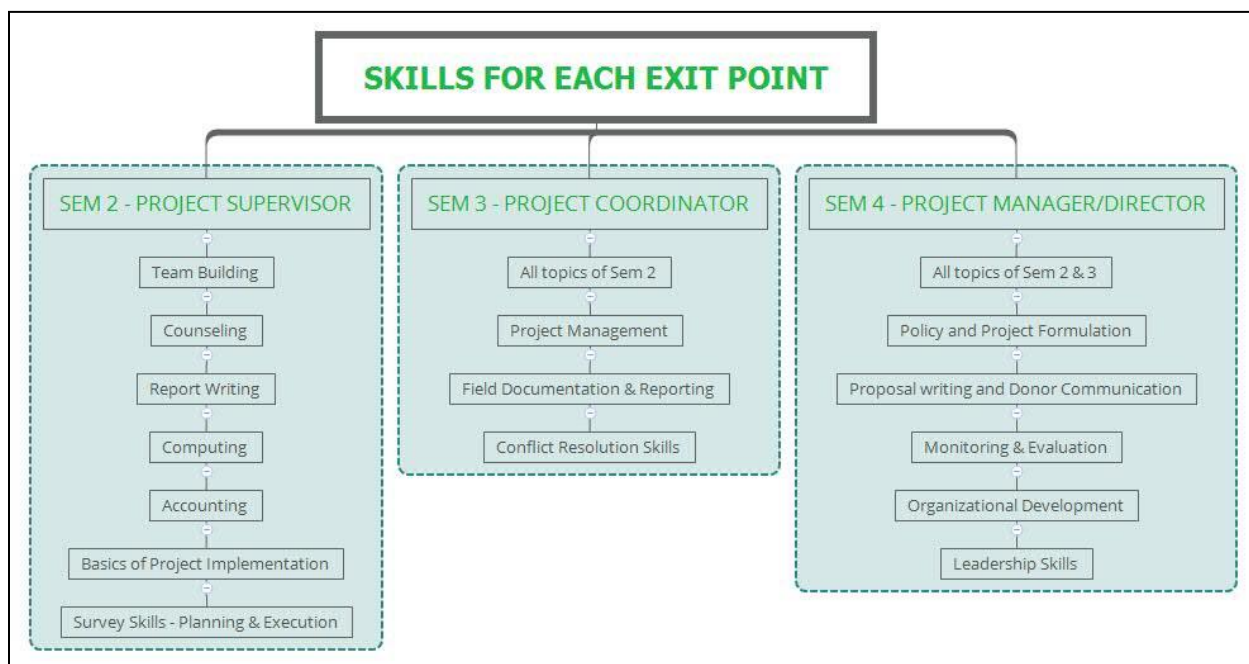 SKILLS FOR EACH EXIT POINT
SEM 2 - PROJECT SUPERVISOR
Team Building
Counseling
Report Writing
Computing
Accounting
Basics of Project Implementation
Survey Skills - Planning & Execution
SEM 3 - PROJECT COORDINATOR
All topics of Sem 2
Project Management
Field Documentation & Reporting
Conflict Resolution Skills
SEM 4 - PROJECT MANAGER/DIRECTOR
All topics of Sem 2 & 3
Policy and Project Formulation
Proposal writing and Donor Communication
Monitoring & Evaluation
Organizational Development
Leadership Skills